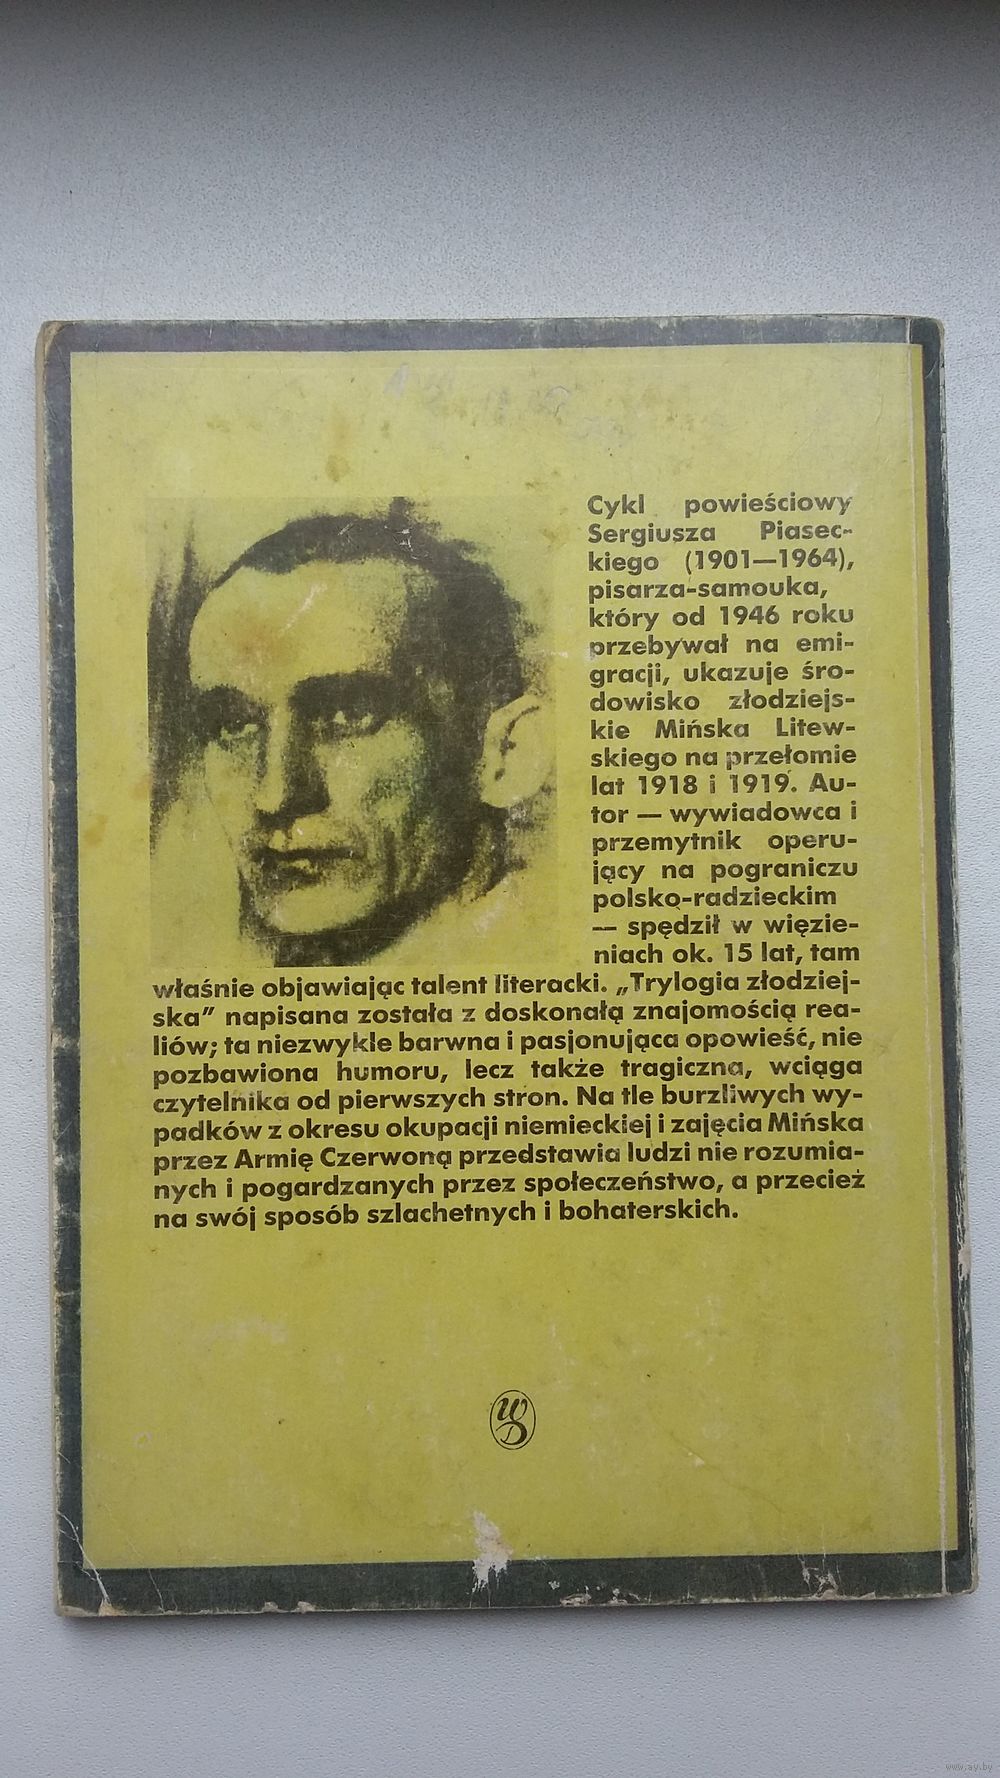 Cykl powieściowy
Sergiusza Piasec-
kiego (1901—1964),
pisarza-samouka,
który od 1946 roku
przebywał na emi-
gracji, ukazuje śro-
dowisko złodziejs-
kie Mińska Litew-
skiego na przełomie
lat 1918 i 1919. Au-
tor — wywiadowca i
przemytnik operu-
jący na pograniczu
polsko-radzieckim
— spędził w więzie-
niach ok. 15 lat, tam
właśnie objawiając talent literacki. „Trylogia złodziej-
ska” napisana została z doskonałą znajomością rea-
liów; ta niezwykle barwna i pasjonująca opowieść, nie
pozbawiona humoru, lecz także tragiczna, wciąga
czytelnika od pierwszych stron. Na tle burzliwych wy-
padków z okresu okupacji niemieckiej i zajęcia Mińska
przez Armię Czerwoną przedstawia ludzi nie rozumia-
nych i pogardzanych przez społeczeństwo, a przecież
na swój sposób szlachetnych i bohaterskich.
WD
www.ay.by